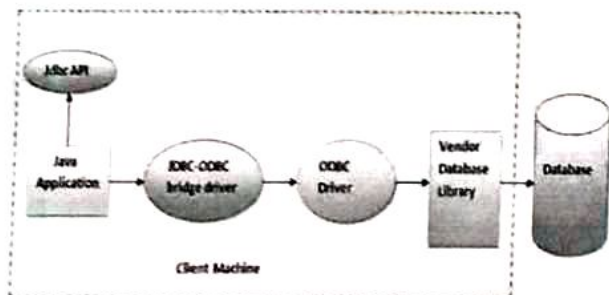 Jdbc API
Java
Application
JDBC-ODBC
bridge driver
ODBC
Driver
Vendor
Database
Library
Database
Client Machine